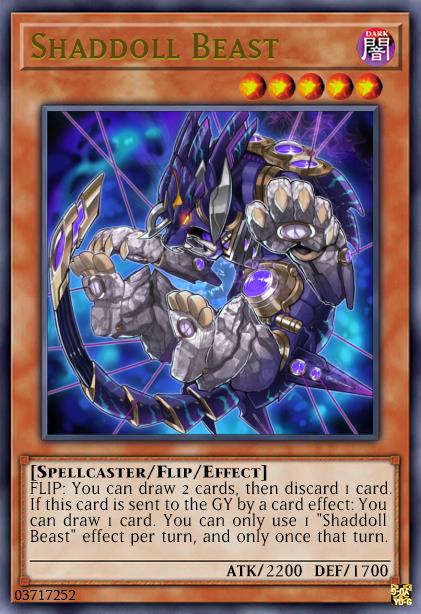 Shaddoll Beast
DARK
闇
[Spellcaster/Flip/Effect]
FLIP: You can draw 2 cards, then discard 1 card.
If this card is sent to the GY by a card effect: You
can draw 1 card. You can only use 1 "Shaddoll
Beast" effect per turn, and only once that turn.
ATK/2200 DEF/1700
03717252